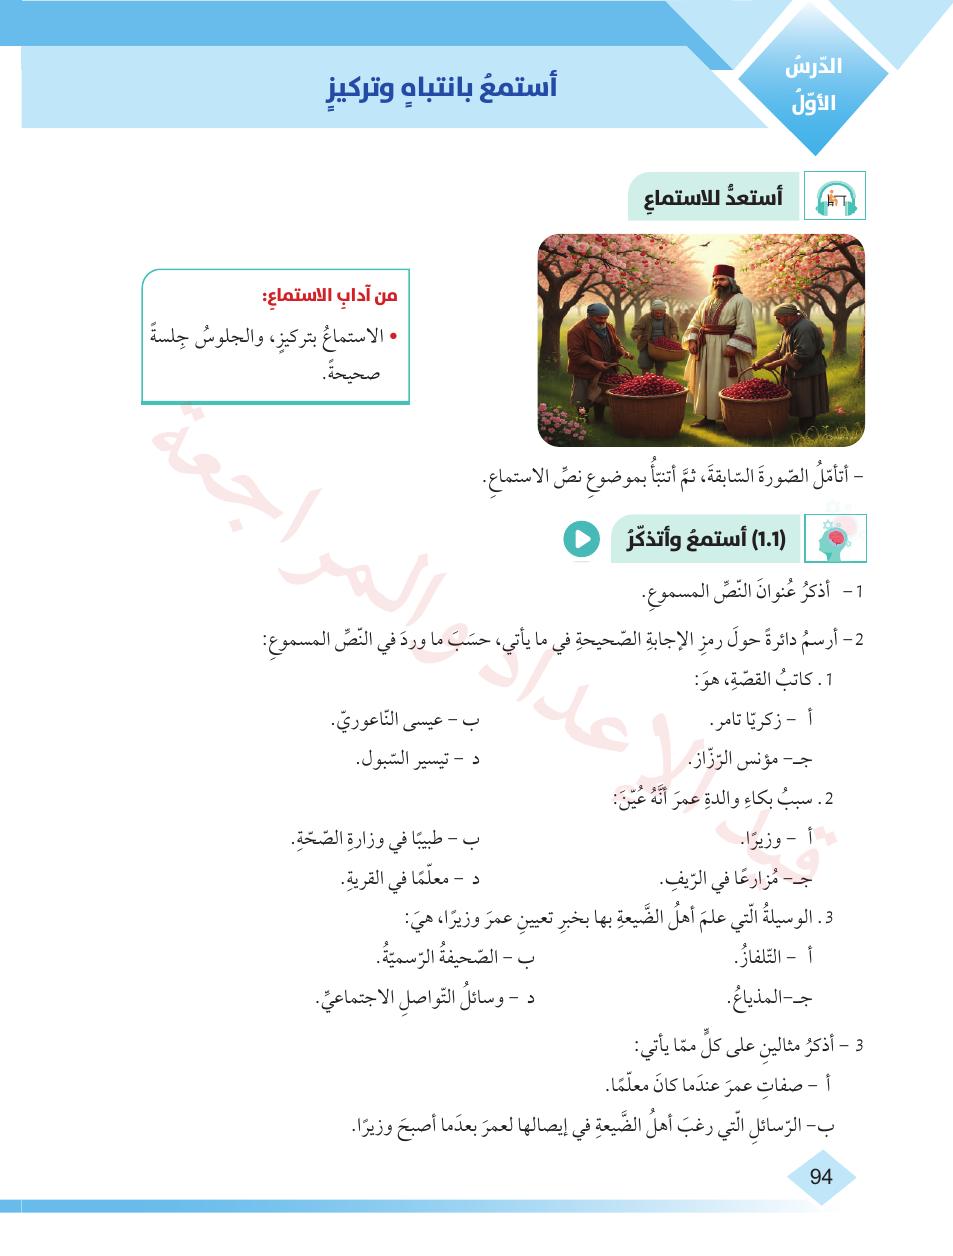 الدّرسُ
الأوّلُ
أستمعُ بانتباهٍ وتركيزٍ
أستعدُّ للاستماعِ
من آدابِ الاستماعِ:
• الاستماعُ بتركيزٍ، والجلوسُ جِلسةً
صحيحةً.
– أتأمّلُ الصّورةَ السّابقةَ، ثمَّ أتنبّأُ بموضوعِ نصِّ الاستماعِ.
(1.1) أستمعُ وأتذكّرُ
1– أذكرُ عُنوانَ النّصِّ المسموعِ.
2– أرسمُ دائرةً حولَ رمزِ الإجابةِ الصّحيحةِ في ما يأتي، حسَبَ ما وردَ في النّصِّ المسموعِ:
1. كاتبُ القصّةِ، هوَ:
أ – زكريّا تامر. ب – عيسى النّاعوريّ.
جـ– مؤنس الرّزّاز. د – تيسير السّبول.
2. سببُ بكاءِ والدةِ عمرَ أنَّهُ عُيّنَ:
أ – وزيرًا. ب – طبيبًا في وزارةِ الصّحّةِ.
جـ– مُزارعًا في الرّيفِ. د – معلّمًا في القريةِ.
3. الوسيلةُ الّتي علمَ أهلُ الضَّيعةِ بها بخبرِ تعيينِ عمرَ وزيرًا، هيَ:
أ – التّلفازُ. ب – الصّحيفةُ الرّسميّةُ.
جـ–المذياعُ. د – وسائلُ التّواصلِ الاجتماعيِّ.
3 – أذكرُ مثالينِ على كلٍّ ممّا يأتي:
أ – صفاتِ عمرَ عندَما كانَ معلّمًا.
ب– الرّسائلِ الّتي رغبَ أهلُ الضَّيعةِ في إيصالها لعمرَ بعدَما أصبحَ وزيرًا.
94
قيد الإعداد والمراجعة